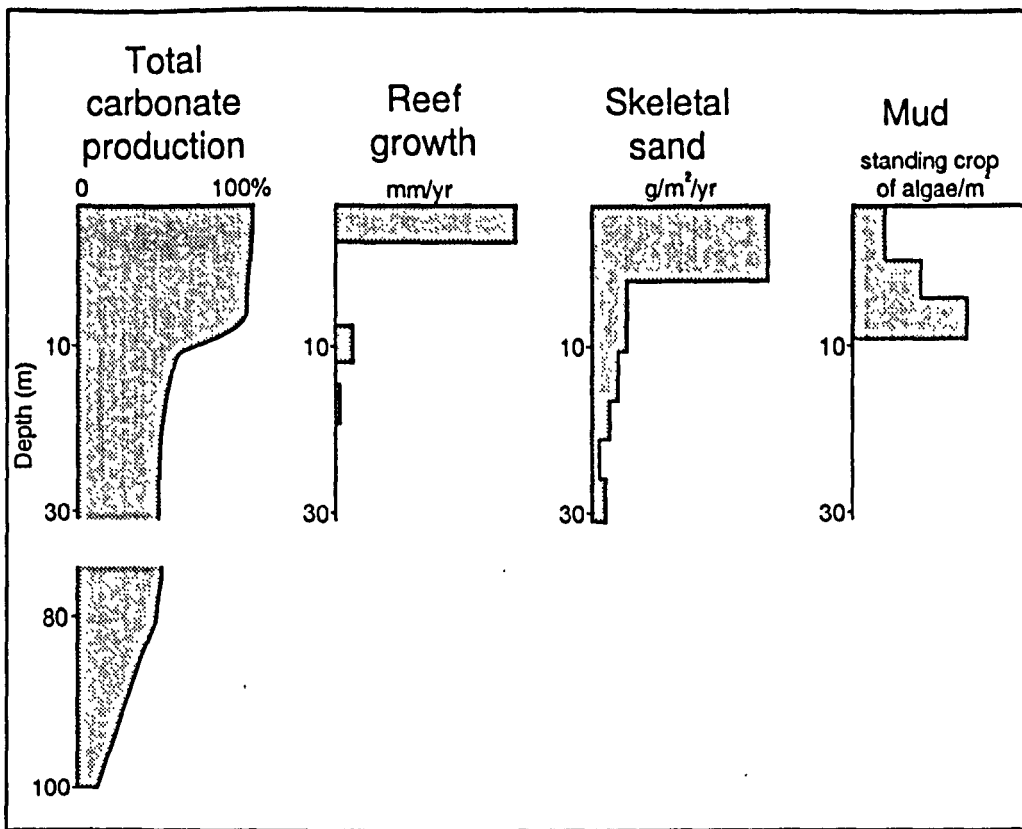 Total
carbonate
production
0 100%
Reef
growth
mm/yr
Skeletal
sand
g/m²/yr
Mud
standing crop
of algae/m²
Depth (m)
10
30
80
100
10
30
10
30
10
30